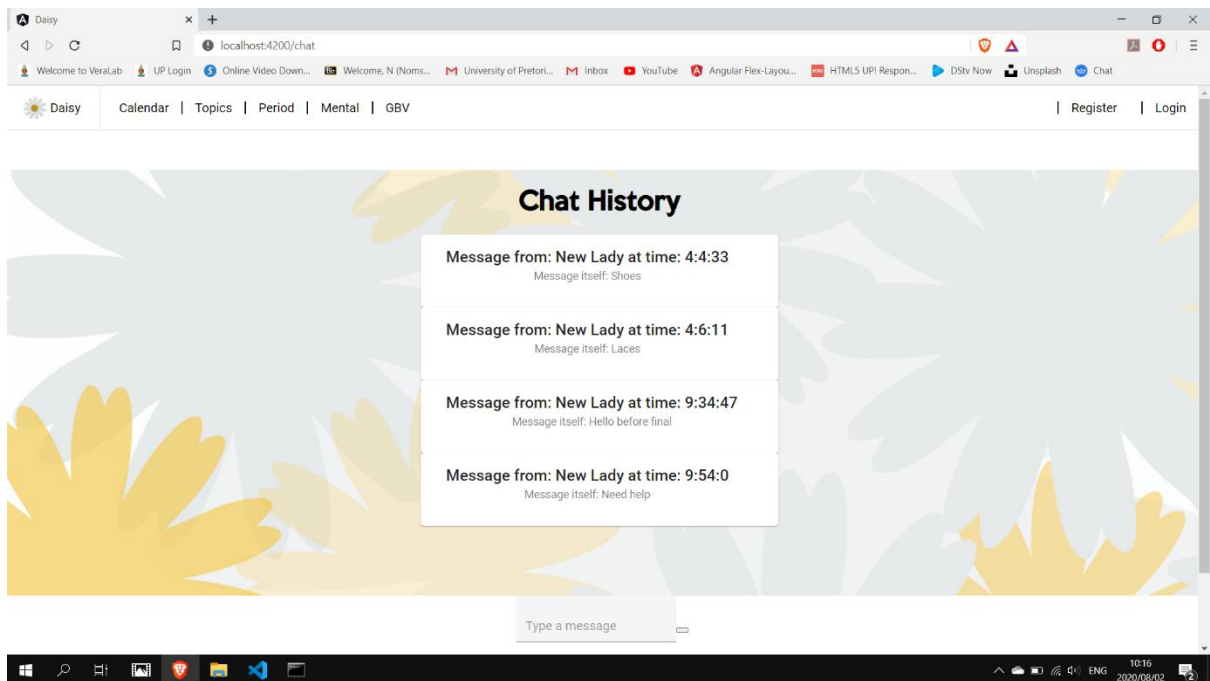 Daisy
localhost:4200/chat
Welcome to VeraLab UP Login Online Video Down... Welcome, N (Noms... University of Pretori... Inbox YouTube Angular Flex-Layou... HTML5 UP! Respon... DStv Now Unsplash Chat
Daisy Calendar | Topics | Period | Mental | GBV | Register | Login
Chat History
Message from: New Lady at time: 4:4:33
Message itself: Shoes
Message from: New Lady at time: 4:6:11
Message itself: Laces
Message from: New Lady at time: 9:34:47
Message itself: Hello before final
Message from: New Lady at time: 9:54:0
Message itself: Need help
Type a message
ENG 10:16
2020/08/02